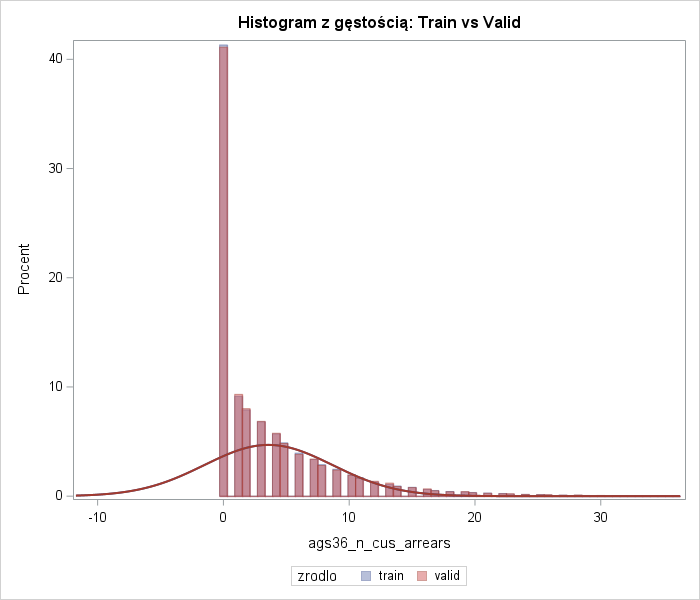 Histogram z gęstością: Train vs Valid
40
30
20
10
0
Procent
-10 0 10 20 30
ags36_n_cus_arrears
zrodlo train valid